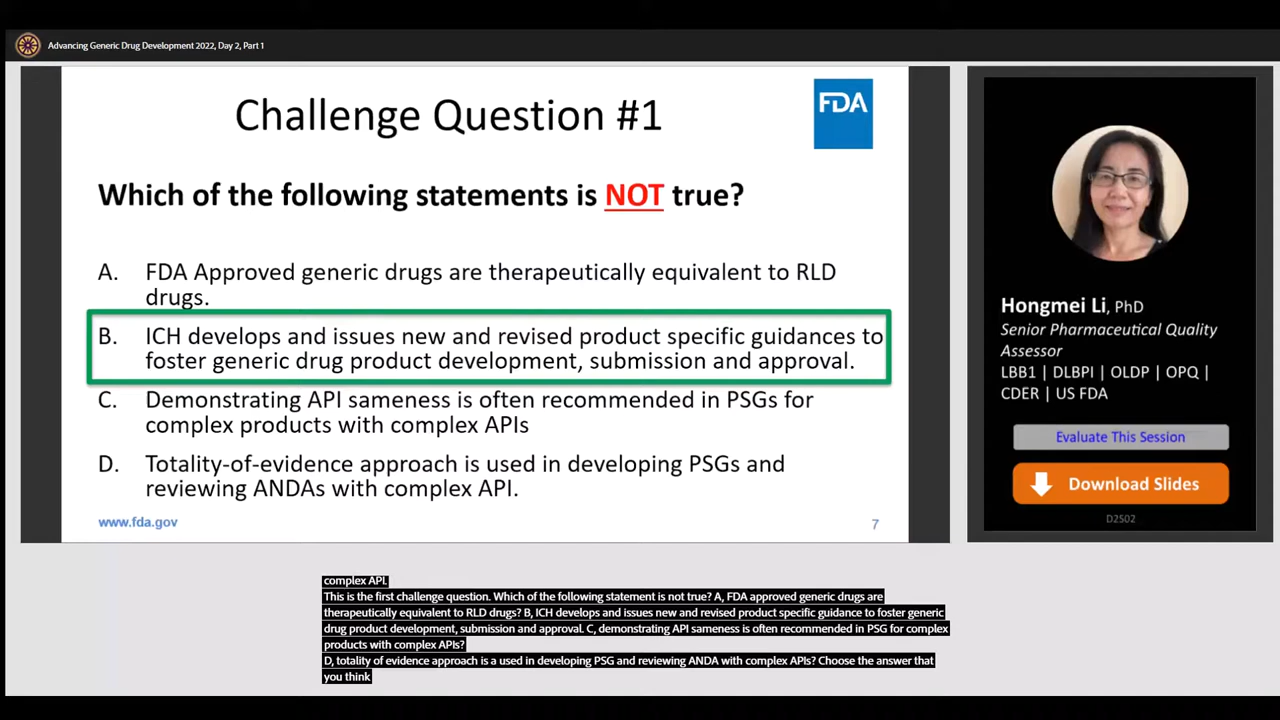 Advancing Generic Drug Development 2022, Day 2, Part 1
Challenge Question #1
FDA
Which of the following statements is NOT true?
A. FDA Approved generic drugs are therapeutically equivalent to RLD
drugs.
B. ICH develops and issues new and revised product specific guidances to
foster generic drug product development, submission and approval.
C. Demonstrating API sameness is often recommended in PSGs for
complex products with complex APIs
D. Totality-of-evidence approach is used in developing PSGs and
reviewing ANDAs with complex API.
www.fda.gov
7
Hongmei Li, PhD
Senior Pharmaceutical Quality
Assessor
LBB1 | DLBPI | OLDP | OPQ |
CDER | US FDA
Evaluate This Session
Download Slides
D2502
complex API.
This is the first challenge question. Which of the following statement is not true? A, FDA approved generic drugs are
therapeutically equivalent to RLD drugs? B, ICH develops and issues new and revised product specific guidance to foster generic
drug product development, submission and approval. C, demonstrating API sameness is often recommended in PSG for complex
products with complex APIs?
D, totality of evidence approach is a used in developing PSG and reviewing ANDA with complex APIs? Choose the answer that
you think